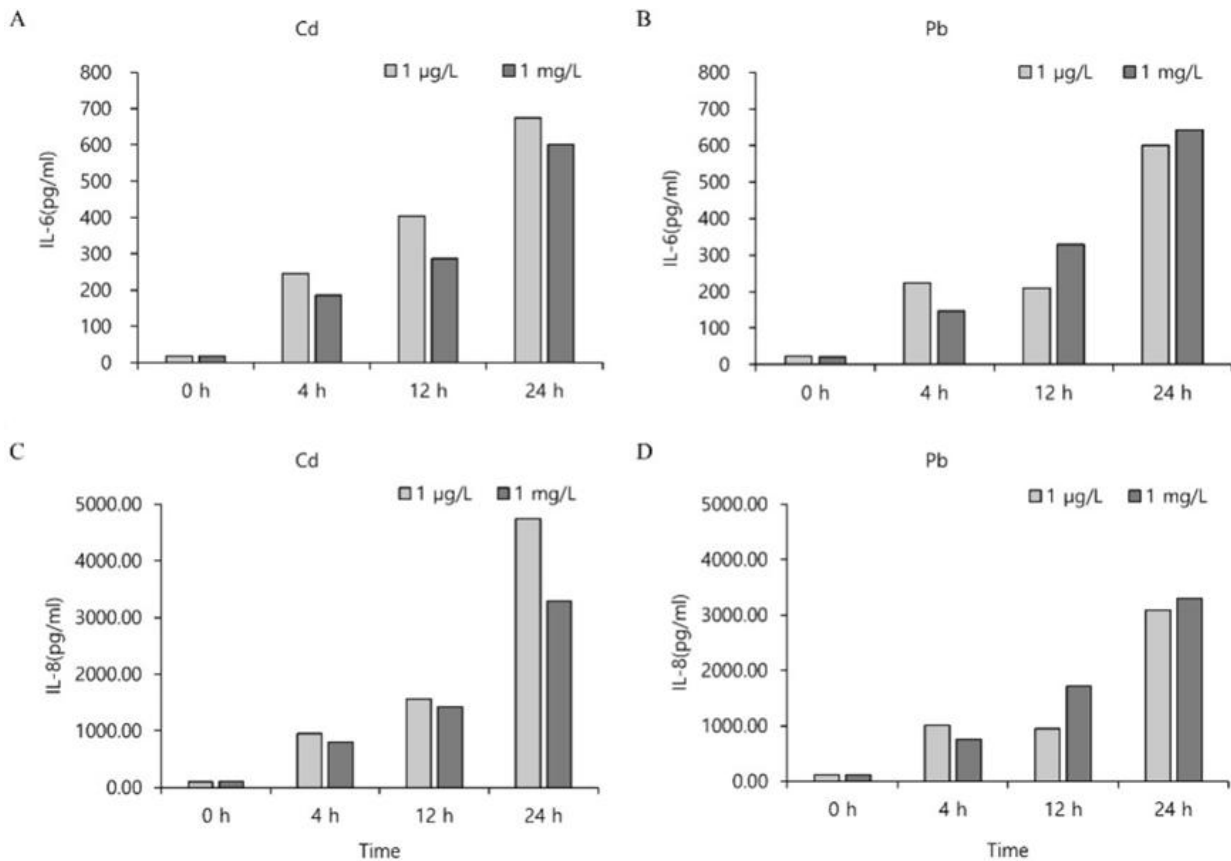 A
Cd
1 µg/L 1 mg/L
IL-6(pg/ml)
800
700
600
500
400
300
200
100
0
0 h 4 h 12 h 24 h
B
Pb
1 µg/L 1 mg/L
IL-6(pg/ml)
800
700
600
500
400
300
200
100
0
0 h 4 h 12 h 24 h
C
Cd
1 µg/L 1 mg/L
IL-8(pg/ml)
5000.00
4000.00
3000.00
2000.00
1000.00
0.00
0 h 4 h 12 h 24 h
Time
D
Pb
1 µg/L 1 mg/L
IL-8(pg/ml)
5000.00
4000.00
3000.00
2000.00
1000.00
0.00
0 h 4 h 12 h 24 h
Time